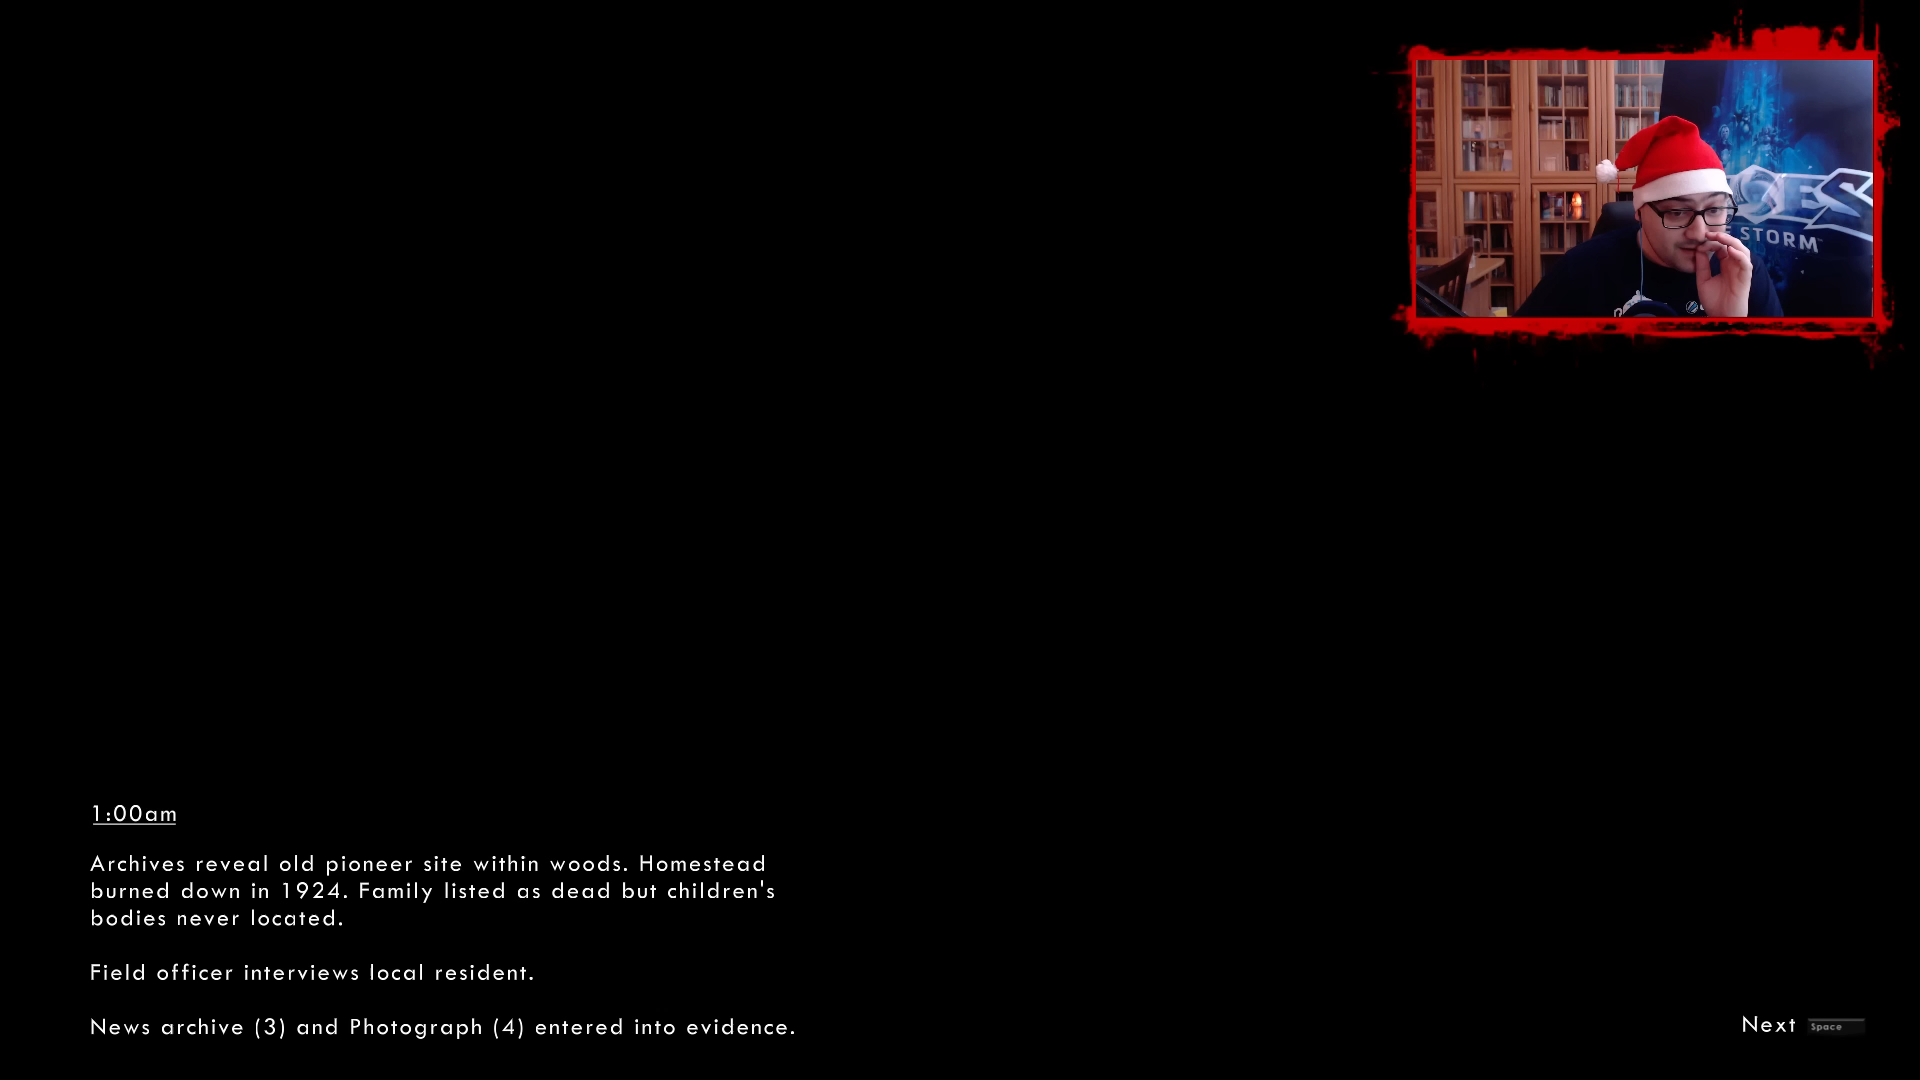 ES
E STORM
1:00am
Archives reveal old pioneer site within woods. Homestead
burned down in 1924. Family listed as dead but children's
bodies never located.
Field officer interviews local resident.
News archive (3) and Photograph (4) entered into evidence.
Next Space